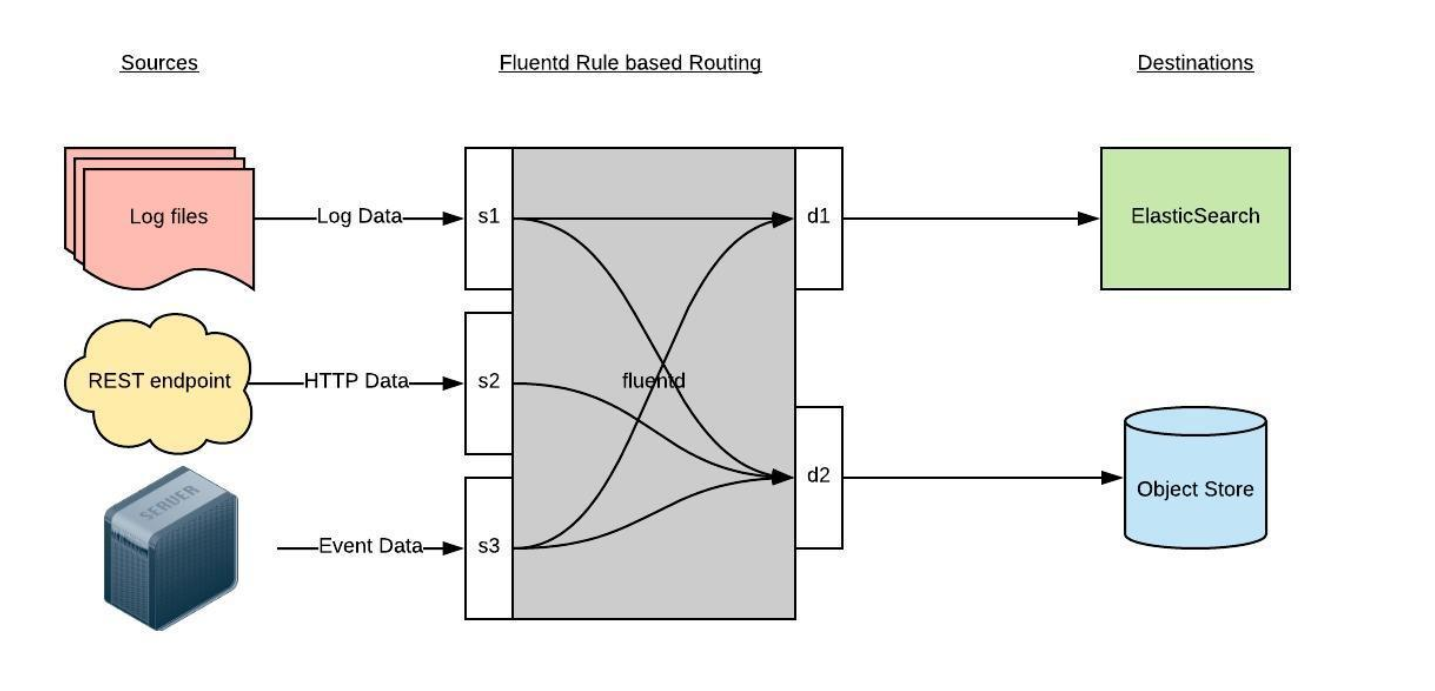 Sources
Fluentd Rule based Routing
Destinations
Log files
Log Data
s1
d1
ElasticSearch
REST endpoint
HTTP Data
s2
fluentd
d2
Object Store
SERVER
Event Data
s3